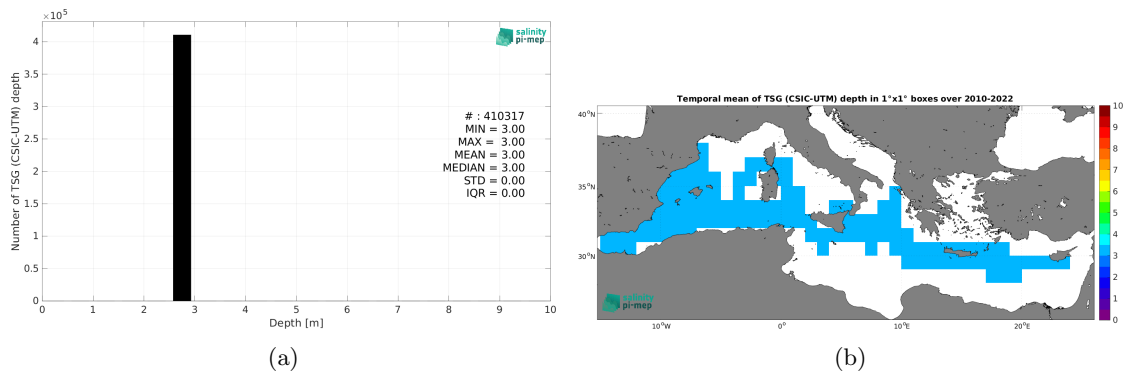 ×10⁵
4
3.5
3
2.5
2
1.5
1
0.5
0
Number of TSG (CSIC-UTM) depth
salinity
pi-mep
# : 410317
MIN = 3.00
MAX = 3.00
MEAN = 3.00
MEDIAN = 3.00
STD = 0.00
IQR = 0.00
0 1 2 3 4 5 6 7 8 9 10
Depth [m]
(a)
Temporal mean of TSG (CSIC-UTM) depth in 1°x1° boxes over 2010-2022
40°N
35°N
30°N
10°W 0° 10°E 20°E
salinity
pi-mep
10
9
8
7
6
5
4
3
2
1
0
(b)